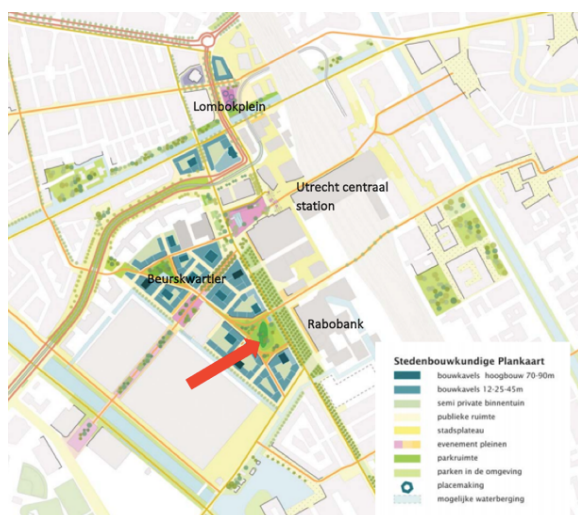 Lombokplein
Utrecht centraal
station
Beurskwartier
Rabobank
Stedenbouwkundige Plankaart
bouwkavels hoogbouw 70-90m
bouwkavels 12-25-45m
semi private binnentuin
publieke ruimte
stadsplateau
evenement pleinen
parkruimte
parken in de omgeving
placemaking
mogelijke waterberging